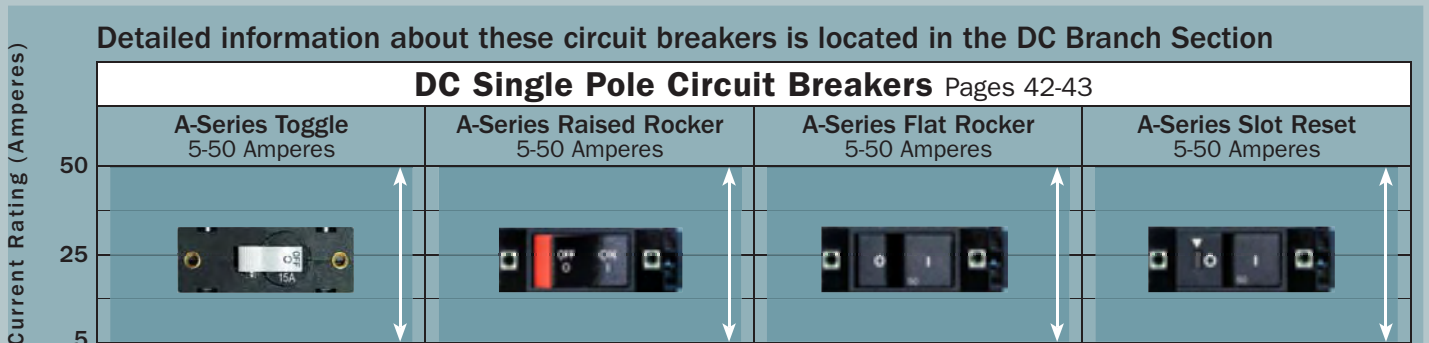 Detailed information about these circuit breakers is located in the DC Branch Section
DC Single Pole Circuit Breakers Pages 42-43
A-Series Toggle
5-50 Amperes
A-Series Raised Rocker
5-50 Amperes
A-Series Flat Rocker
5-50 Amperes
A-Series Slot Reset
5-50 Amperes
Current Rating (Amperes)
50
25
5
OFF
15A
OFF
O
ON
I
O
I
50
O
I
50